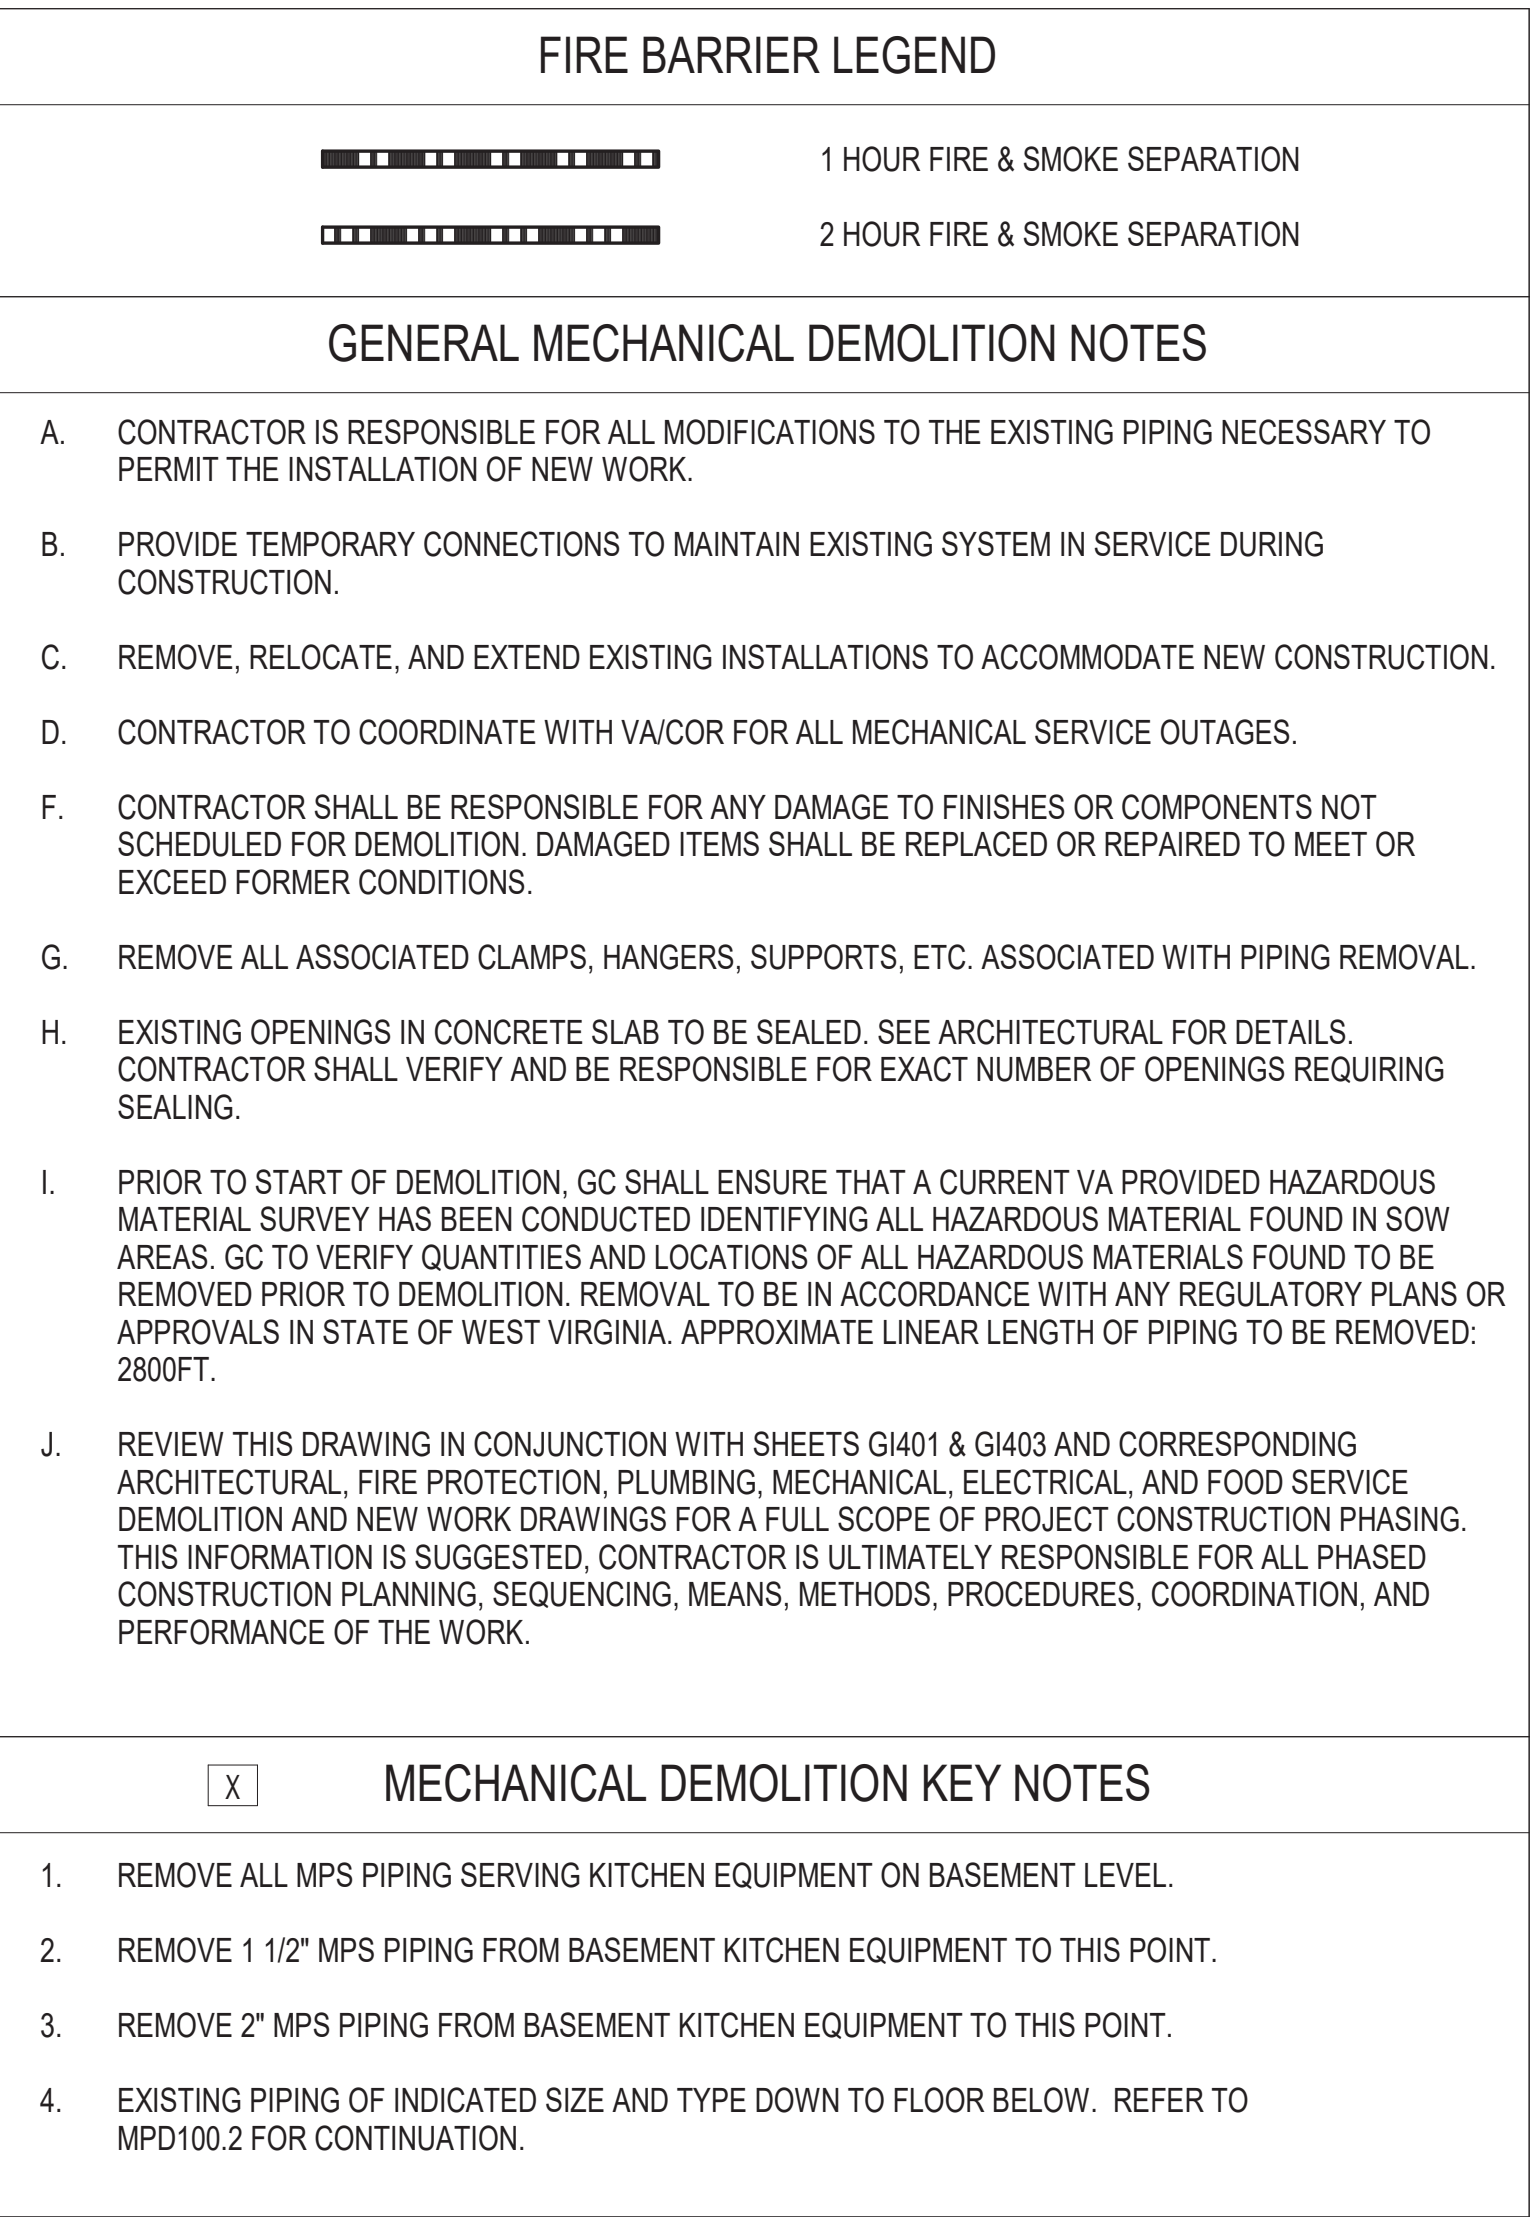 FIRE BARRIER LEGEND
1 HOUR FIRE & SMOKE SEPARATION
2 HOUR FIRE & SMOKE SEPARATION
GENERAL MECHANICAL DEMOLITION NOTES
A. CONTRACTOR IS RESPONSIBLE FOR ALL MODIFICATIONS TO THE EXISTING PIPING NECESSARY TO
PERMIT THE INSTALLATION OF NEW WORK.
B. PROVIDE TEMPORARY CONNECTIONS TO MAINTAIN EXISTING SYSTEM IN SERVICE DURING
CONSTRUCTION.
C. REMOVE, RELOCATE, AND EXTEND EXISTING INSTALLATIONS TO ACCOMMODATE NEW CONSTRUCTION.
D. CONTRACTOR TO COORDINATE WITH VA/COR FOR ALL MECHANICAL SERVICE OUTAGES.
F. CONTRACTOR SHALL BE RESPONSIBLE FOR ANY DAMAGE TO FINISHES OR COMPONENTS NOT
SCHEDULED FOR DEMOLITION. DAMAGED ITEMS SHALL BE REPLACED OR REPAIRED TO MEET OR
EXCEED FORMER CONDITIONS.
G. REMOVE ALL ASSOCIATED CLAMPS, HANGERS, SUPPORTS, ETC. ASSOCIATED WITH PIPING REMOVAL.
H. EXISTING OPENINGS IN CONCRETE SLAB TO BE SEALED. SEE ARCHITECTURAL FOR DETAILS.
CONTRACTOR SHALL VERIFY AND BE RESPONSIBLE FOR EXACT NUMBER OF OPENINGS REQUIRING
SEALING.
I. PRIOR TO START OF DEMOLITION, GC SHALL ENSURE THAT A CURRENT VA PROVIDED HAZARDOUS
MATERIAL SURVEY HAS BEEN CONDUCTED IDENTIFYING ALL HAZARDOUS MATERIAL FOUND IN SOW
AREAS. GC TO VERIFY QUANTITIES AND LOCATIONS OF ALL HAZARDOUS MATERIALS FOUND TO BE
REMOVED PRIOR TO DEMOLITION. REMOVAL TO BE IN ACCORDANCE WITH ANY REGULATORY PLANS OR
APPROVALS IN STATE OF WEST VIRGINIA. APPROXIMATE LINEAR LENGTH OF PIPING TO BE REMOVED:
2800FT.
J. REVIEW THIS DRAWING IN CONJUNCTION WITH SHEETS GI401 & GI403 AND CORRESPONDING
ARCHITECTURAL, FIRE PROTECTION, PLUMBING, MECHANICAL, ELECTRICAL, AND FOOD SERVICE
DEMOLITION AND NEW WORK DRAWINGS FOR A FULL SCOPE OF PROJECT CONSTRUCTION PHASING.
THIS INFORMATION IS SUGGESTED, CONTRACTOR IS ULTIMATELY RESPONSIBLE FOR ALL PHASED
CONSTRUCTION PLANNING, SEQUENCING, MEANS, METHODS, PROCEDURES, COORDINATION, AND
PERFORMANCE OF THE WORK.
X MECHANICAL DEMOLITION KEY NOTES
1. REMOVE ALL MPS PIPING SERVING KITCHEN EQUIPMENT ON BASEMENT LEVEL.
2. REMOVE 1 1/2" MPS PIPING FROM BASEMENT KITCHEN EQUIPMENT TO THIS POINT.
3. REMOVE 2" MPS PIPING FROM BASEMENT KITCHEN EQUIPMENT TO THIS POINT.
4. EXISTING PIPING OF INDICATED SIZE AND TYPE DOWN TO FLOOR BELOW. REFER TO
MPD100.2 FOR CONTINUATION.